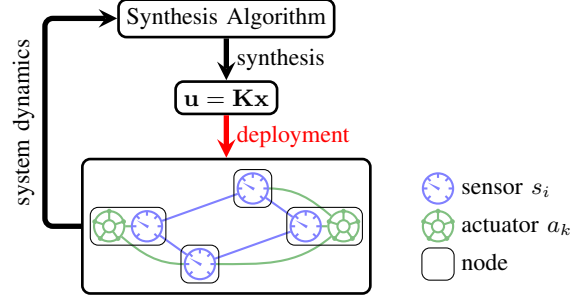 Synthesis Algorithm
system dynamics
synthesis
u = Kx
deployment
sensor s_i
actuator a_k
node